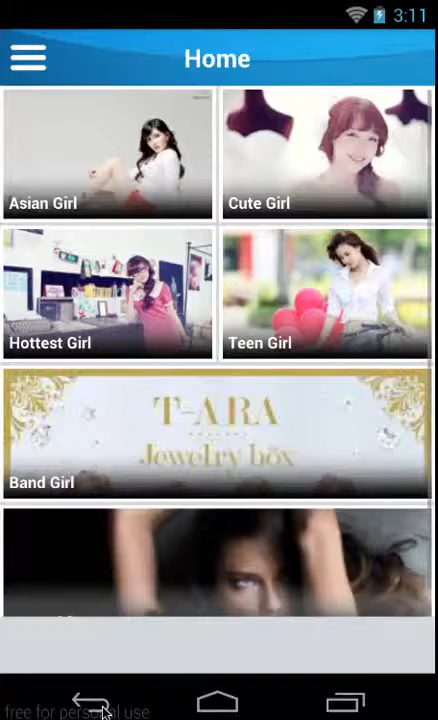 3:11
Home
Asian Girl
Cute Girl
Hottest Girl
Teen Girl
T-ARA
Jewelry box
Band Girl
free for personal use